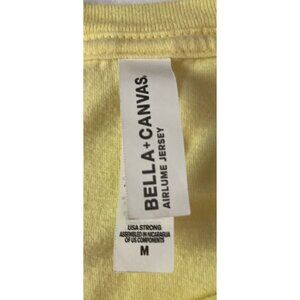 BELLA+CANVAS®
AIRLUME JERSEY
USA STRONG
ASSEMBLED IN NICARAGUA
OF US COMPONENTS
M